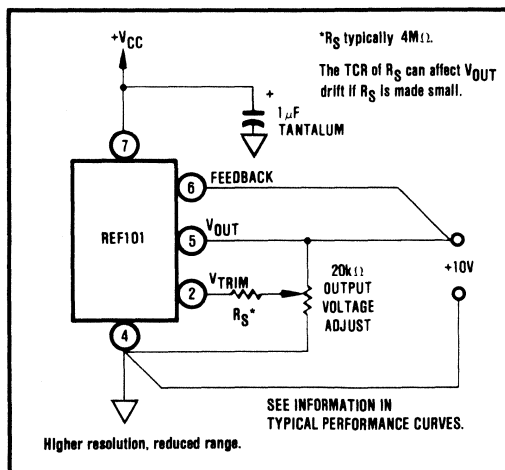 +VCC
*RS typically 4MΩ.
The TCR of RS can affect VOUT
drift if RS is made small.
+
1μF
TANTALUM
7
6 FEEDBACK
REF101
5 VOUT
+10V
20kΩ
OUTPUT
VOLTAGE
ADJUST
2 VTRIM
RS*
4
SEE INFORMATION IN
TYPICAL PERFORMANCE CURVES.
Higher resolution, reduced range.